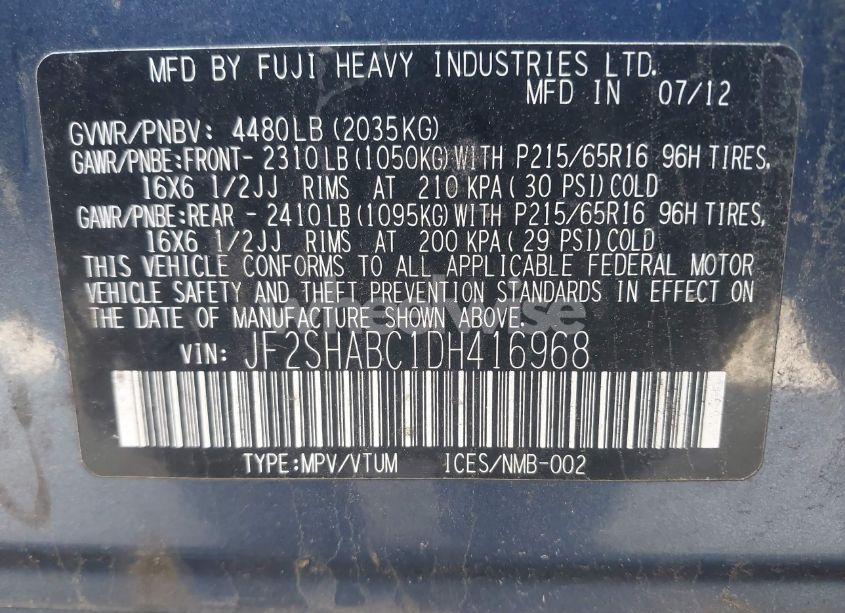 MFD BY FUJI HEAVY INDUSTRIES LTD.
MFD IN 07/12
GVWR/PNBV: 4480LB (2035KG)
GAWR/PNBE:FRONT- 2310LB (1050KG)WITH P215/65R16 96H TIRES,
16X6 1/2JJ RIMS AT 210 KPA( 30 PSI)COLD
GAWR/PNBE:REAR - 2410LB (1095KG)WITH P215/65R16 96H TIRES,
16X6 1/2JJ RIMS AT 200 KPA( 29 PSI)COLD
THIS VEHICLE CONFORMS TO ALL APPLICABLE FEDERAL MOTOR
VEHICLE SAFETY AND THEFT PREVENTION STANDARDS IN EFFECT ON
THE DATE OF MANUFACTURE SHOWN ABOVE.
VIN: JF2SHABC1DH416968
TYPE:MPV/VTUM ICES/NMB-002